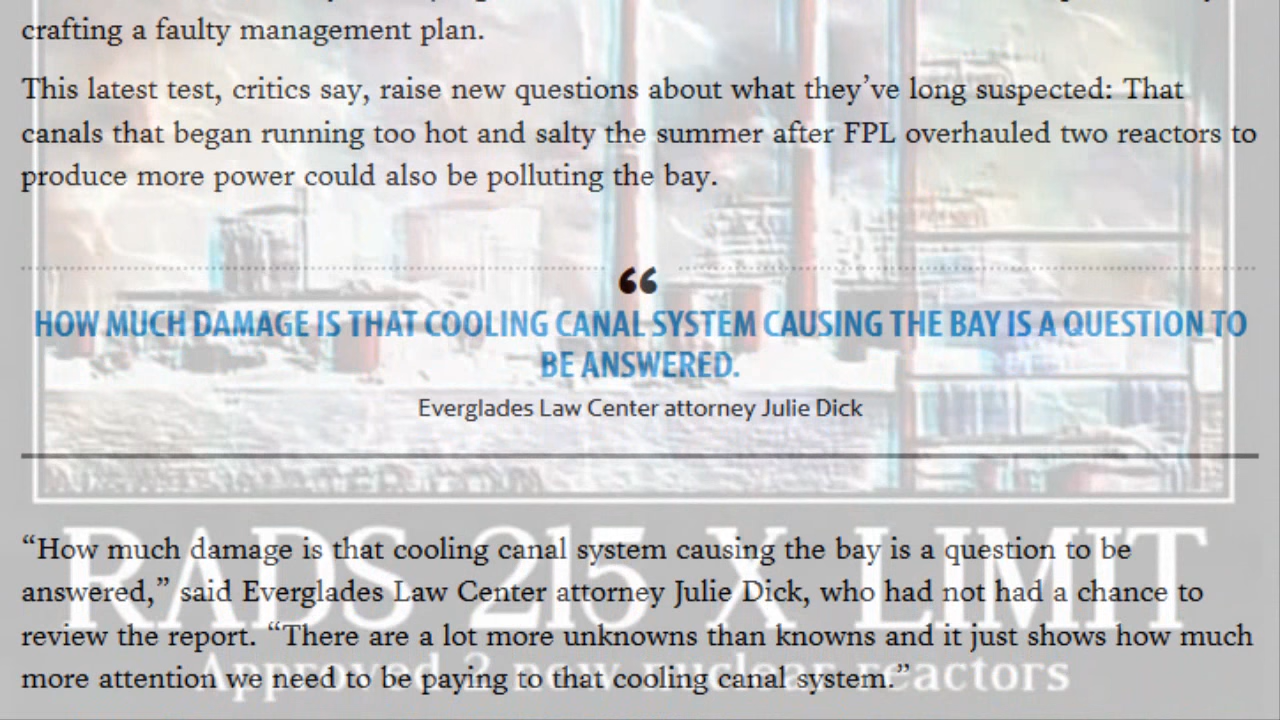 crafting a faulty management plan.
This latest test, critics say, raise new questions about what they’ve long suspected: That
canals that began running too hot and salty the summer after FPL overhauled two reactors to
produce more power could also be polluting the bay.
“
HOW MUCH DAMAGE IS THAT COOLING CANAL SYSTEM CAUSING THE BAY IS A QUESTION TO
BE ANSWERED.
Everglades Law Center attorney Julie Dick
“How much damage is that cooling canal system causing the bay is a question to be
answered,” said Everglades Law Center attorney Julie Dick, who had not had a chance to
review the report. “There are a lot more unknowns than knowns and it just shows how much
more attention we need to be paying to that cooling canal system.”
RADS 215 X LIMIT
Approved 2 new nuclear reactors